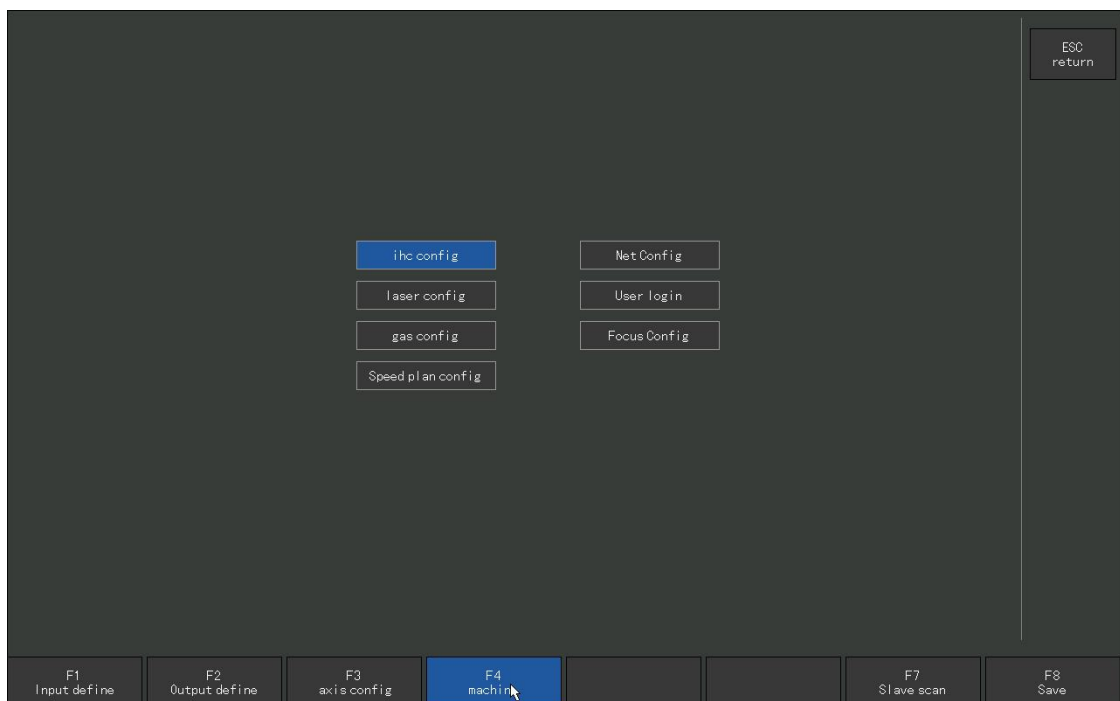 ESC
return
ihc config
Net Config
laser config
User login
gas config
Focus Config
Speed plan config
F1
Input define
F2
Output define
F3
axis config
F4
machin
F7
Slave scan
F8
Save